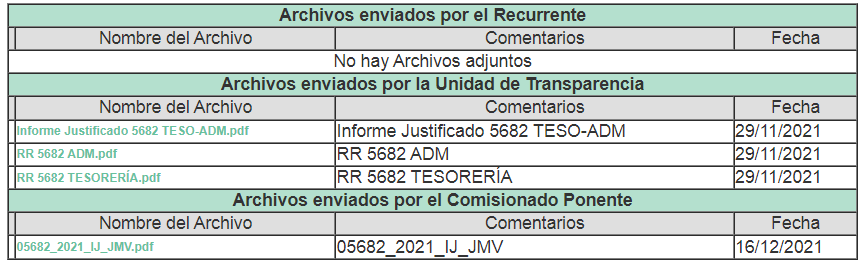 Archivos enviados por el Recurrente
Nombre del Archivo Comentarios Fecha
No hay Archivos adjuntos
Archivos enviados por la Unidad de Transparencia
Nombre del Archivo Comentarios Fecha
Informe Justificado 5682 TESO-ADM.pdf Informe Justificado 5682 TESO-ADM 29/11/2021
RR 5682 ADM.pdf RR 5682 ADM 29/11/2021
RR 5682 TESORERÍA.pdf RR 5682 TESORERÍA 29/11/2021
Archivos enviados por el Comisionado Ponente
Nombre del Archivo Comentarios Fecha
05682_2021_IJ_JMV.pdf 05682_2021_IJ_JMV 16/12/2021